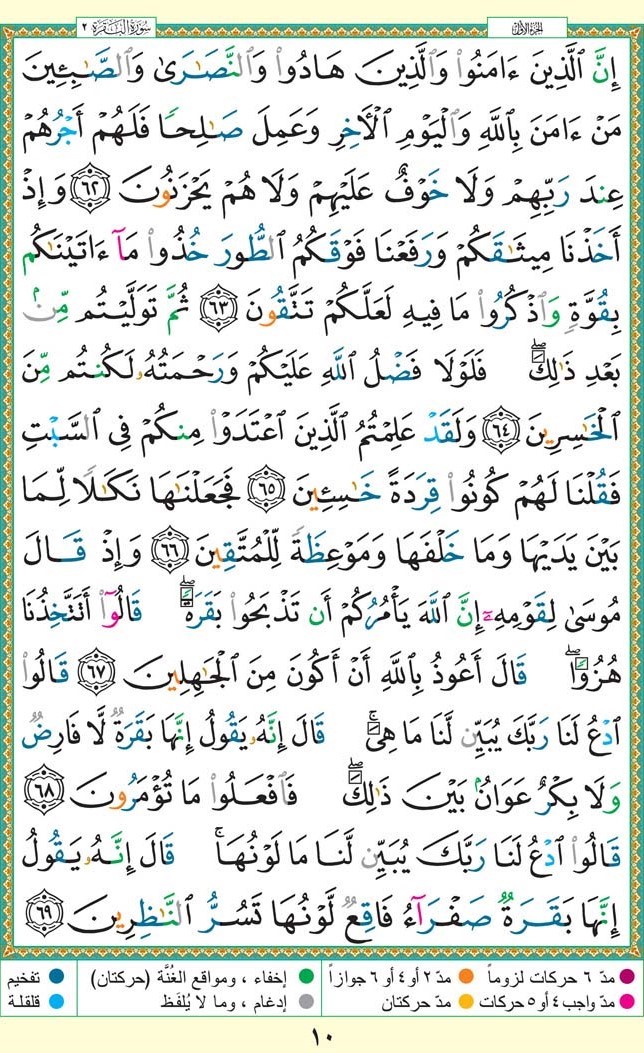 الجزء الأول
سورة البقرة ٢
إِنَّ ٱلَّذِينَ ءَامَنُوا۟ وَٱلَّذِينَ هَادُوا۟ وَٱلنَّصَـٰرَىٰ وَٱلصَّـٰبِـِٔينَ
مَنْ ءَامَنَ بِٱللَّهِ وَٱلْيَوْمِ ٱلْـَٔاخِرِ وَعَمِلَ صَـٰلِحًا فَلَهُمْ أَجْرُهُمْ
عِندَ رَبِّهِمْ وَلَا خَوْفٌ عَلَيْهِمْ وَلَا هُمْ يَحْزَنُونَ ٦٢ وَإِذْ
أَخَذْنَا مِيثَـٰقَكُمْ وَرَفَعْنَا فَوْقَكُمُ ٱلطُّورَ خُذُوا۟ مَآ ءَاتَيْنَـٰكُم
بِقُوَّةٍ وَٱذْكُرُوا۟ مَا فِيهِ لَعَلَّكُمْ تَتَّقُونَ ٦٣ ثُمَّ تَوَلَّيْتُم مِّنۢ
بَعْدِ ذَٰلِكَ ۖ فَلَوْلَا فَضْلُ ٱللَّهِ عَلَيْكُمْ وَرَحْمَتُهُۥ لَكُنتُم مِّنَ
ٱلْخَـٰسِرِينَ ٦٤ وَلَقَدْ عَلِمْتُمُ ٱلَّذِينَ ٱعْتَدَوْا۟ مِنكُمْ فِى ٱلسَّبْتِ
فَقُلْنَا لَهُمْ كُونُوا۟ قِرَدَةً خَـٰسِـِٔينَ ٦٥ فَجَعَلْنَـٰهَا نَكَـٰلًا لِّمَا
بَيْنَ يَدَيْهَا وَمَا خَلْفَهَا وَمَوْعِظَةً لِّلْمُتَّقِينَ ٦٦ وَإِذْ قَالَ
مُوسَىٰ لِقَوْمِهِۦٓ إِنَّ ٱللَّهَ يَأْمُرُكُمْ أَن تَذْبَحُوا۟ بَقَرَةً ۖ قَالُوٓا۟ أَتَتَّخِذُنَا
هُزُوًا ۖ قَالَ أَعُوذُ بِٱللَّهِ أَنْ أَكُونَ مِنَ ٱلْجَـٰهِلِينَ ٦٧ قَالُوا۟
ٱدْعُ لَنَا رَبَّكَ يُبَيِّن لَّنَا مَا هِىَ ۚ قَالَ إِنَّهُۥ يَقُولُ إِنَّهَا بَقَرَةٌ لَّا فَارِضٌ
وَلَا بِكْرٌ عَوَانٌۢ بَيْنَ ذَٰلِكَ ۖ فَٱفْعَلُوا۟ مَا تُؤْمَرُونَ ٦٨
قَالُوا۟ ٱدْعُ لَنَا رَبَّكَ يُبَيِّن لَّنَا مَا لَوْنُهَا ۚ قَالَ إِنَّهُۥ يَقُولُ
إِنَّهَا بَقَرَةٌ صَفْرَآءُ فَاقِعٌ لَّوْنُهَا تَسُرُّ ٱلنَّـٰظِرِينَ ٦٩
مدّ ٦ حركات لزوماً مدّ ٢ أو ٤ أو ٦ جوازاً إخفاء ، ومواقع الغُنَّة (حركتان) تفخيم
مدّ واجب ٤ أو ٥ حركات مدّ حركتان إدغام ، وما لا يُلفَظ قلقلة
١٠